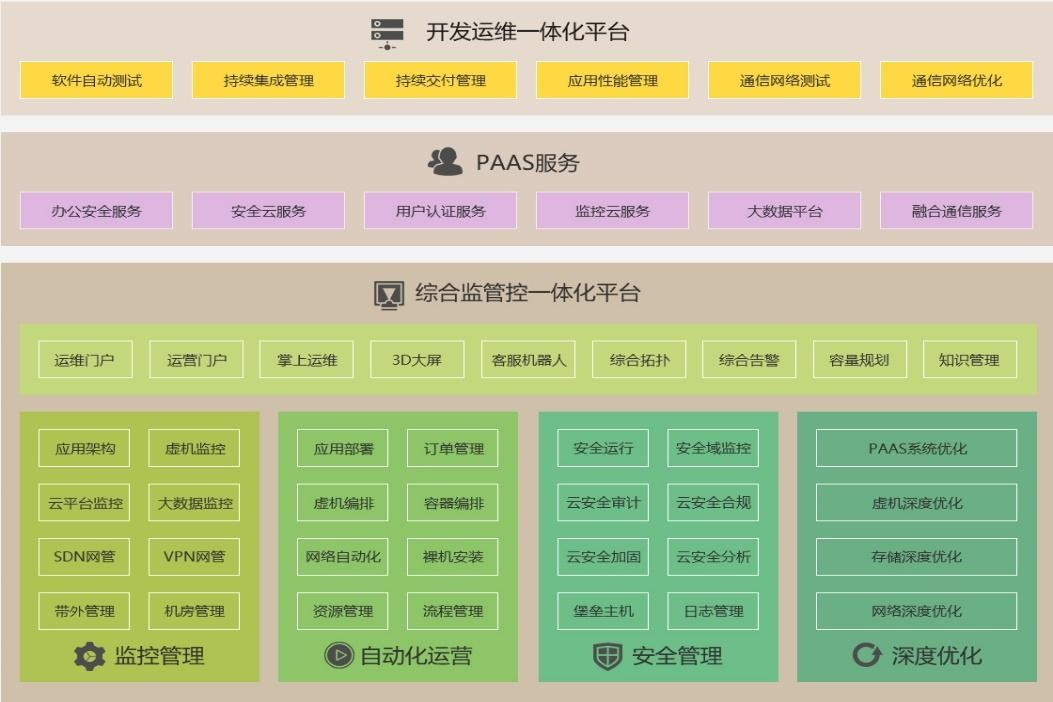 开发运维一体化平台
软件自动测试 持续集成管理 持续交付管理 应用性能管理 通信网络测试 通信网络优化
PAAS服务
办公安全服务 安全云服务 用户认证服务 监控云服务 大数据平台 融合通信服务
综合监管控一体化平台
运维门户 运营门户 掌上运维 3D大屏 客服机器人 综合拓扑 综合告警 容量规划 知识管理
应用架构 虚机监控 应用部署 订单管理 安全运行 安全域监控 PAAS系统优化
云平台监控 大数据监控 虚机编排 容器编排 云安全审计 云安全合规 虚机深度优化
SDN网管 VPN网管 网络自动化 裸机安装 云安全加固 云安全分析 存储深度优化
带外管理 机房管理 资源管理 流程管理 堡垒主机 日志管理 网络深度优化
监控管理 自动化运营 安全管理 深度优化